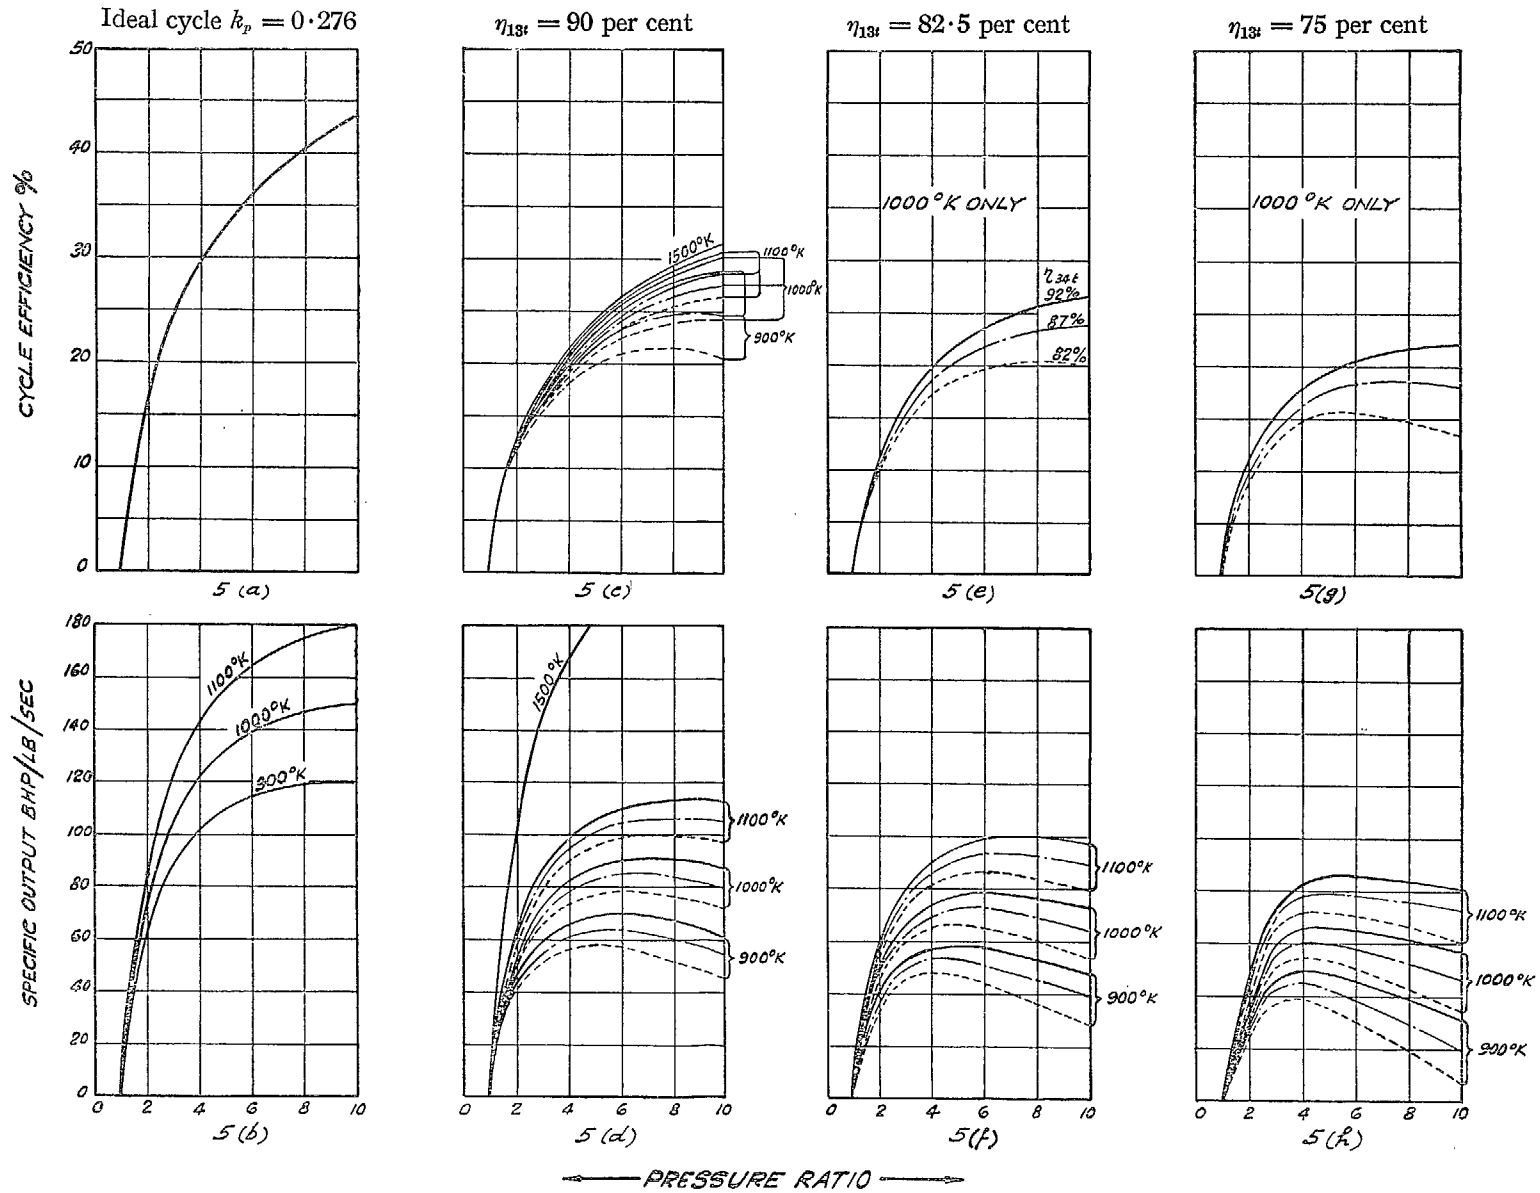 Ideal cycle kₚ = 0·276
η₁₃ₜ = 90 per cent
η₁₃ₜ = 82·5 per cent
η₁₃ₜ = 75 per cent
CYCLE EFFICIENCY %
50
40
30
20
10
0
1500°K
1100°K
1000°K
900°K
1000°K ONLY
η₃₄ₜ
92%
87%
82%
1000°K ONLY
5(a)
5(c)
5(e)
5(g)
SPECIFIC OUTPUT BHP/LB/SEC
180
160
140
120
100
80
60
40
20
0
1100°K
1000°K
900°K
1500°K
1100°K
1000°K
900°K
1100°K
1000°K
900°K
1100°K
1000°K
900°K
0 2 4 6 8 10
0 2 4 6 8 10
0 2 4 6 8 10
0 2 4 6 8 10
5(b)
5(d)
5(f)
5(h)
PRESSURE RATIO